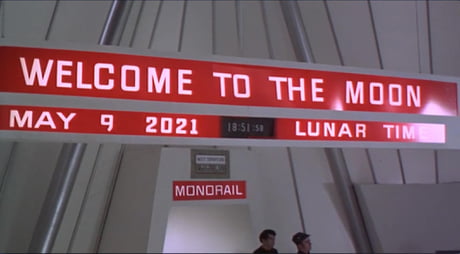 WELCOME TO THE MOON
MAY 9 2021 18:51:58 LUNAR TIME
MONORAIL